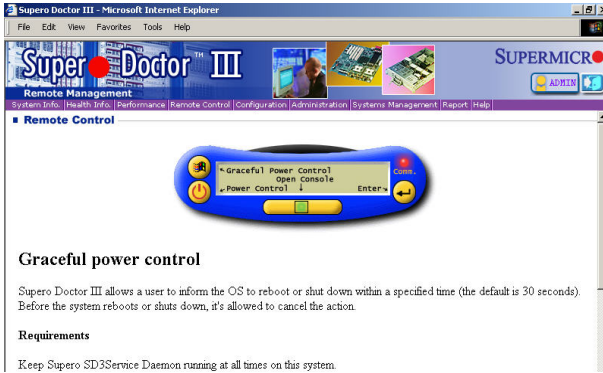 Supero Doctor III - Microsoft Internet Explorer
File Edit View Favorites Tools Help
Super Doctor™ III
Remote Management
SUPERMICR
ADMIN
System Info. Health Info. Performance Remote Control Configuration Administration Systems Management Report Help
Remote Control
Graceful Power Control
Open Console
Power Control
Enter
Comm.
Graceful power control
Supero Doctor III allows a user to inform the OS to reboot or shut down within a specified time (the default is 30 seconds).
Before the system reboots or shuts down, it's allowed to cancel the action.
Requirements
Keep Supero SD3Service Daemon running at all times on this system.